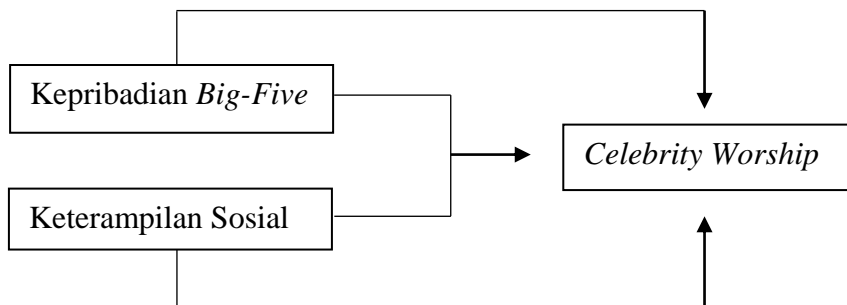 Kepribadian Big-Five
Celebrity Worship
Keterampilan Sosial